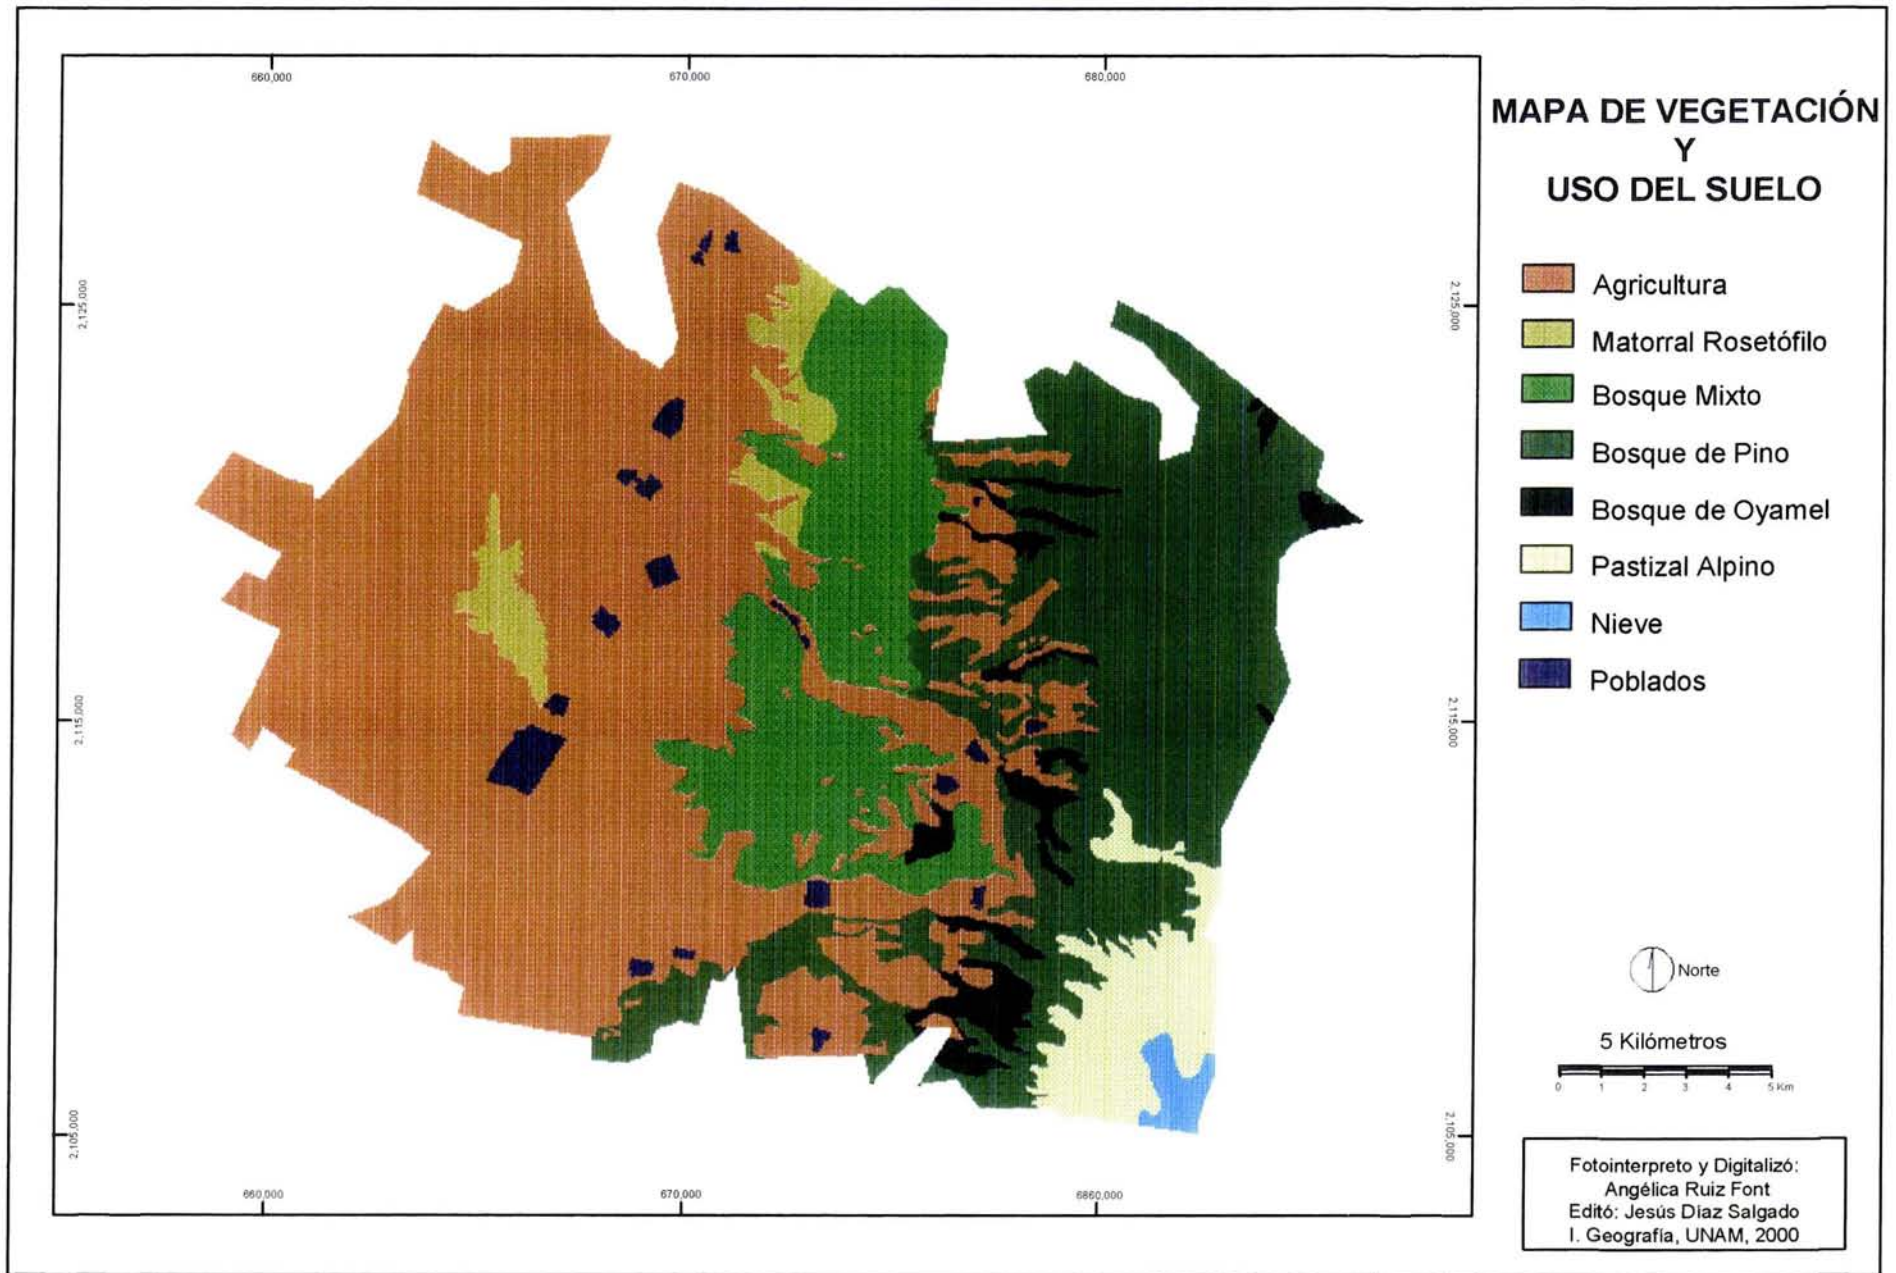 660,000
670,000
680,000
2,125,000
2,125,000
2,115,000
2,115,000
2,105,000
2,105,000
660,000
670,000
6860,000
MAPA DE VEGETACIÓN
Y
USO DEL SUELO
Agricultura
Matorral Rosetófilo
Bosque Mixto
Bosque de Pino
Bosque de Oyamel
Pastizal Alpino
Nieve
Poblados
Norte
5 Kilómetros
0 1 2 3 4 5 Km
Fotointerpreto y Digitalizó:
Angélica Ruiz Font
Editó: Jesús Díaz Salgado
I. Geografía, UNAM, 2000